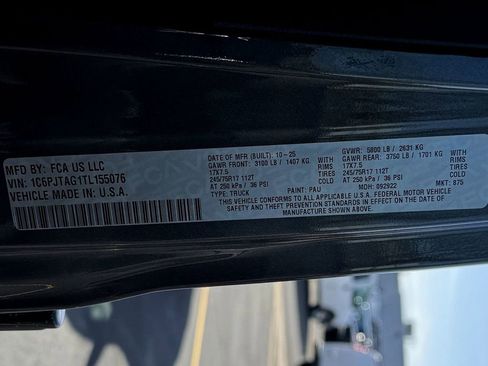 MFD BY: FCA US LLC
VIN: 1C6PJTAG1TL155076
VEHICLE MADE IN: U.S.A.
DATE OF MFR (BUILT): 10-25
GAWR FRONT: 3100 LB / 1407 KG
WITH
17X7.5
RIMS
245/75R17 112T
TIRES
AT 250 kPa / 36 PSI
COLD
TYPE: TRUCK
PAINT: PAU
GVWR: 5800 LB / 2631 KG
GAWR REAR: 3750 LB / 1701 KG
WITH
17X7.5
RIMS
245/75R17 112T
TIRES
AT 250 kPa / 36 PSI
COLD
MDH: 092922
MKT: 875
THIS VEHICLE CONFORMS TO ALL APPLICABLE U.S.A. FEDERAL MOTOR VEHICLE
SAFETY AND THEFT PREVENTION STANDARDS IN EFFECT ON THE DATE OF
MANUFACTURE SHOWN ABOVE.